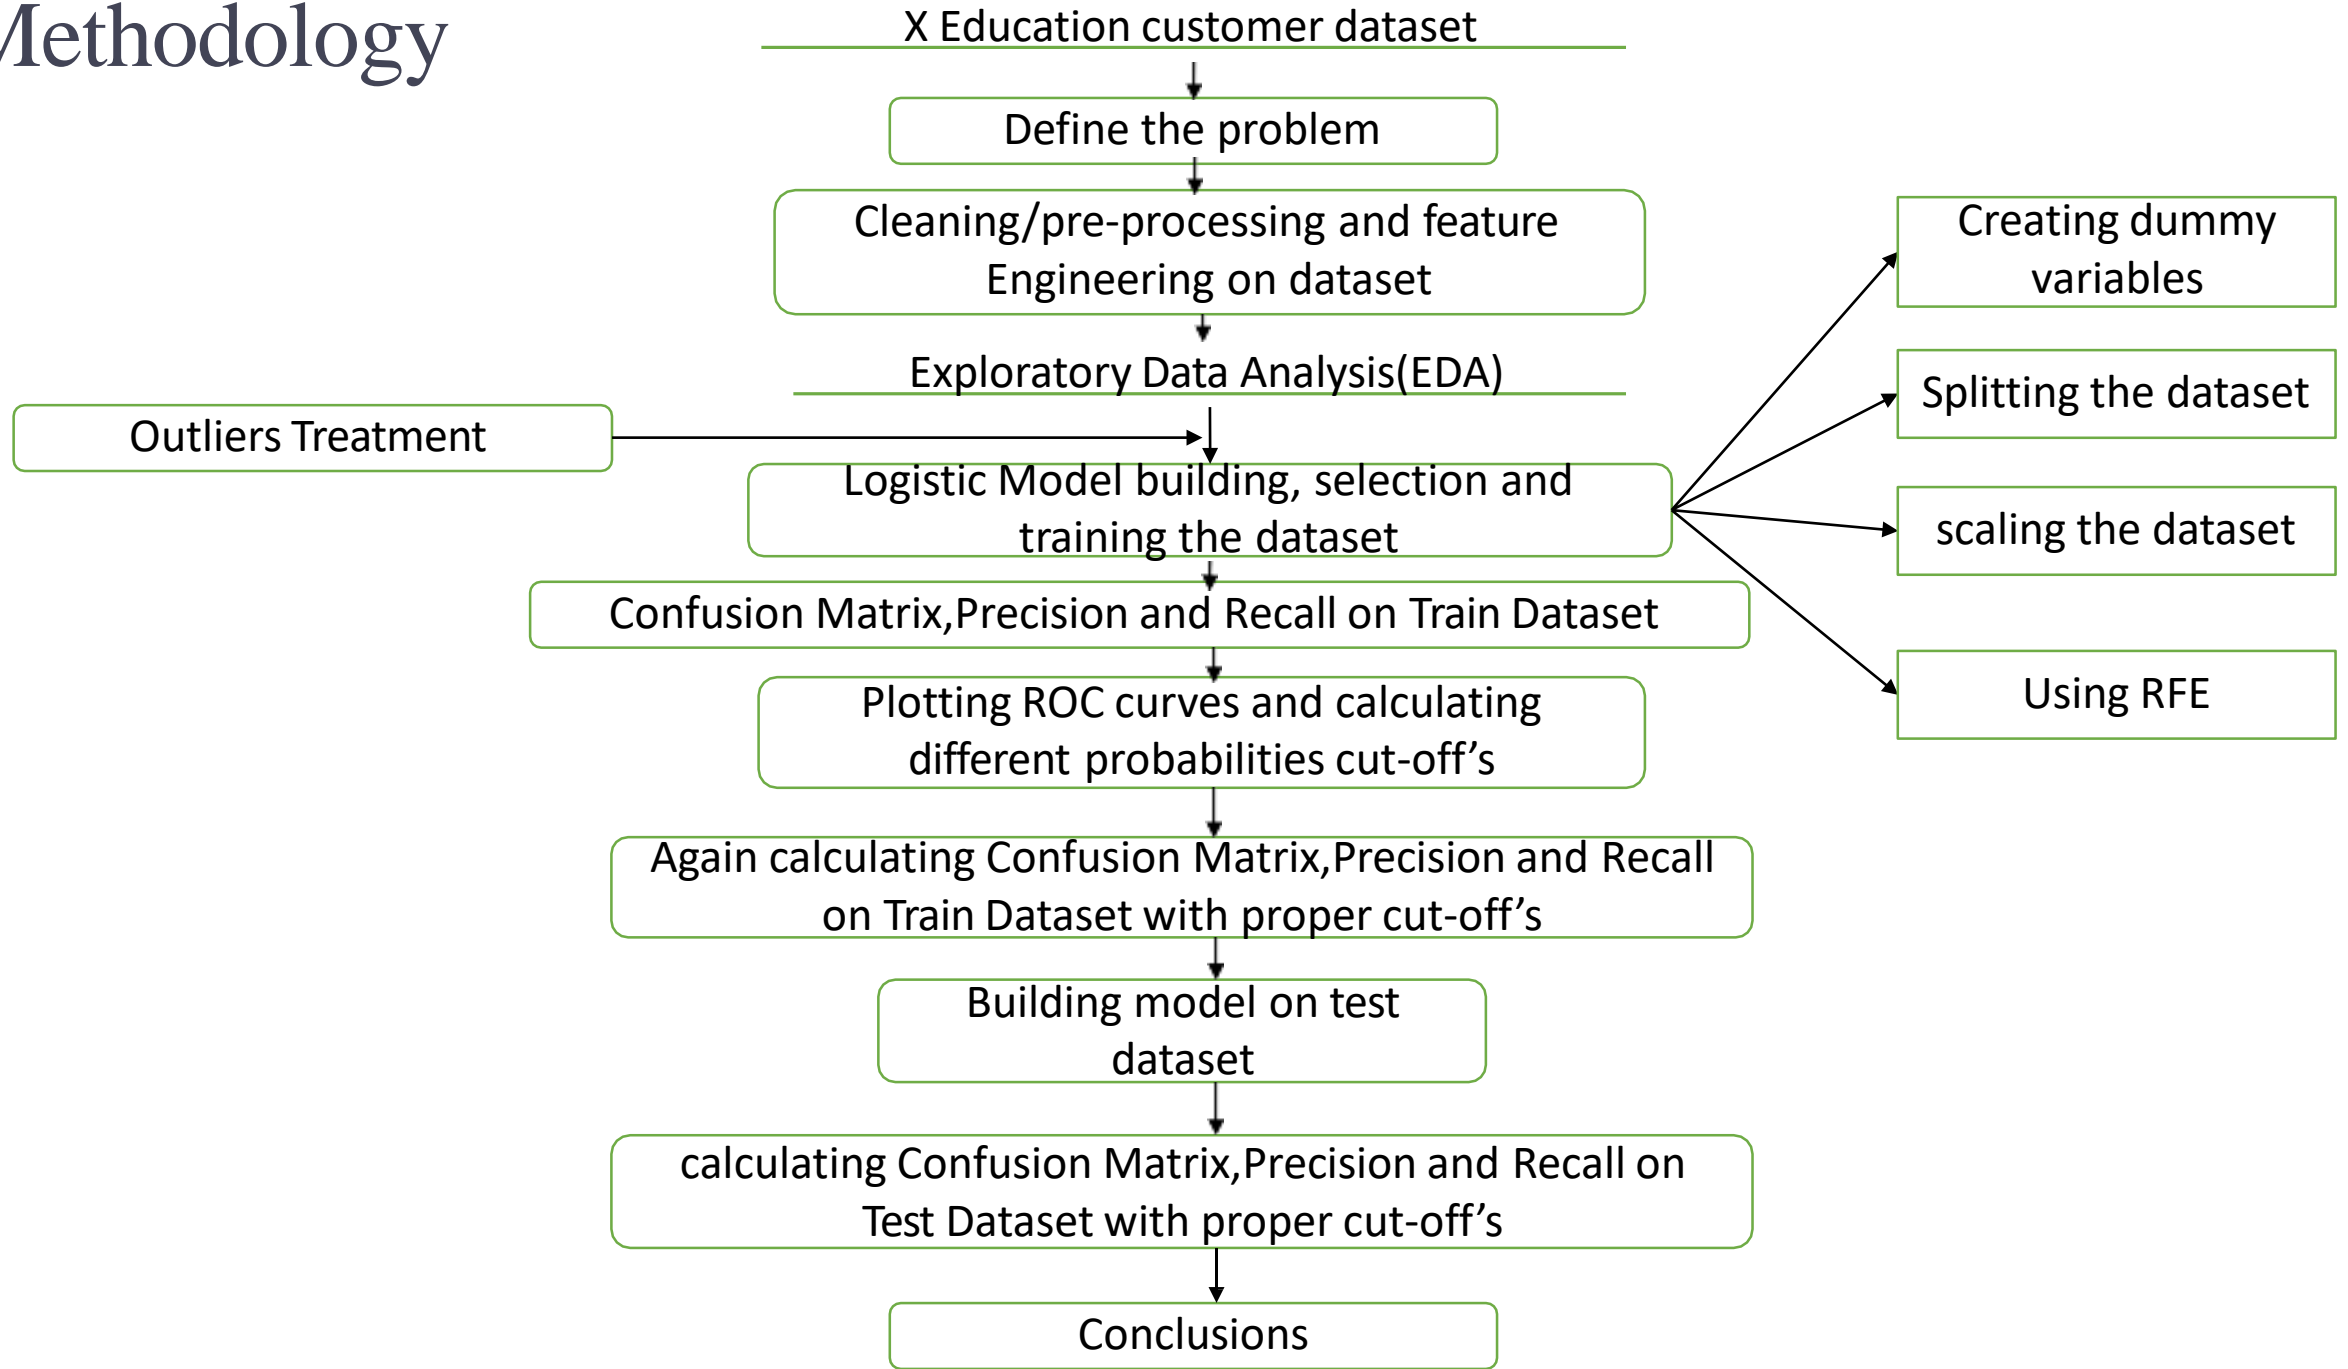 Methodology
X Education customer dataset
Define the problem
Cleaning/pre-processing and feature
Engineering on dataset
Exploratory Data Analysis(EDA)
Outliers Treatment
Logistic Model building, selection and
training the dataset
Creating dummy
variables
Splitting the dataset
scaling the dataset
Using RFE
Confusion Matrix,Precision and Recall on Train Dataset
Plotting ROC curves and calculating
different probabilities cut-off’s
Again calculating Confusion Matrix,Precision and Recall
on Train Dataset with proper cut-off’s
Building model on test
dataset
calculating Confusion Matrix,Precision and Recall on
Test Dataset with proper cut-off’s
Conclusions